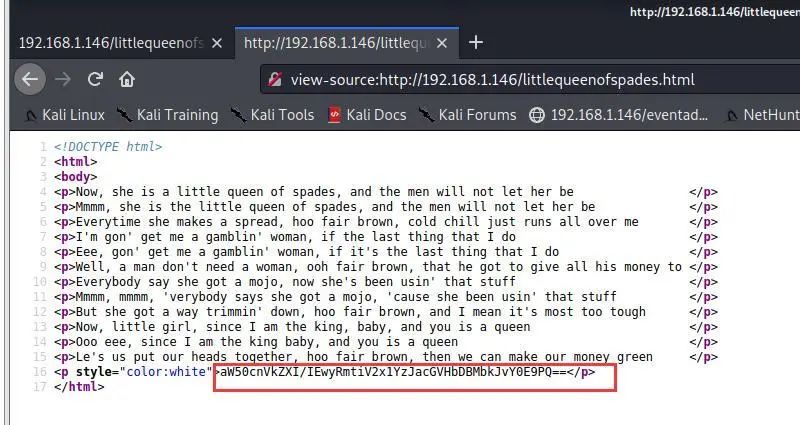 http://192.168.1.146/littlequeenofs
192.168.1.146/littlequeenofs × http://192.168.1.146/littlequ × +
view-source:http://192.168.1.146/littlequeenofspades.html
Kali Linux Kali Training Kali Tools Kali Docs Kali Forums 192.168.1.146/eventad... NetHunt
1 <!DOCTYPE html>
2 <html>
3 <body>
4 <p>Now, she is a little queen of spades, and the men will not let her be </p>
5 <p>Mmmm, she is the little queen of spades, and the men will not let her be </p>
6 <p>Everytime she makes a spread, hoo fair brown, cold chill just runs all over me </p>
7 <p>I'm gon' get me a gamblin' woman, if the last thing that I do </p>
8 <p>Eee, gon' get me a gamblin' woman, if it's the last thing that I do </p>
9 <p>Well, a man don't need a woman, ooh fair brown, that he got to give all his money to </p>
10 <p>Everybody say she got a mojo, now she's been usin' that stuff </p>
11 <p>Mmmm, mmmm, 'verybody says she got a mojo, 'cause she been usin' that stuff </p>
12 <p>But she got a way trimmin' down, hoo fair brown, and I mean it's most too tough </p>
13 <p>Now, little girl, since I am the king, baby, and you is a queen </p>
14 <p>Ooo eee, since I am the king baby, and you is a queen </p>
15 <p>Le's us put our heads together, hoo fair brown, then we can make our money green </p>
16 <p style="color:white">aW50cnVkZXI/IEwyRmtiV2x1YzJacGVHbDBMbkJvY0E9PQ==</p>
17 </html>